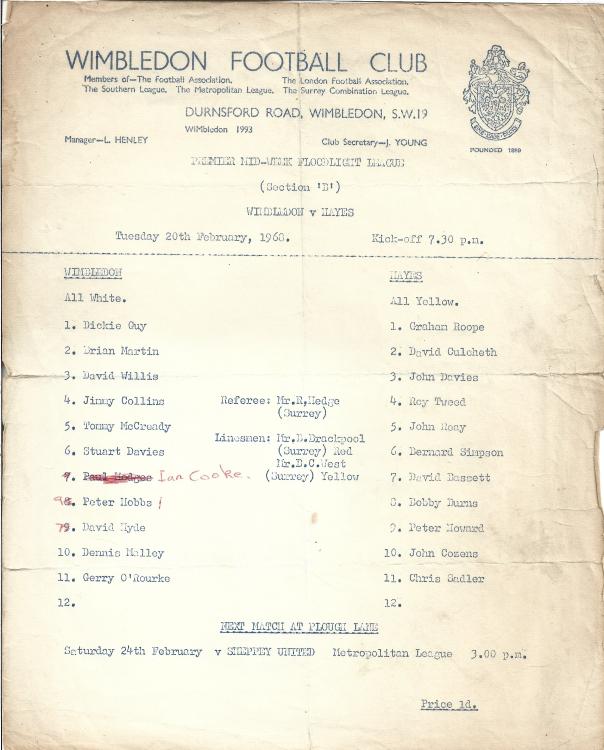 WIMBLEDON FOOTBALL CLUB
Members of—The Football Association. The London Football Association.
The Southern League. The Metropolitan League. The Surrey Combination League.
DURNSFORD ROAD, WIMBLEDON, S.W.19
WIMbledon 1993
Manager—L. HENLEY Club Secretary—J. YOUNG
FOUNDED 1889
PREMIER MID-WEEK FLOODLIGHT LEAGUE
(Section 'B')
WIMBLEDON v HAYES
Tuesday 20th February, 1968. Kick-off 7.30 p.m.
WIMBLEDON HAYES
All White. All Yellow.
1. Dickie Guy 1. Graham Roope
2. Brian Martin 2. David Culcheth
3. David Willis 3. John Davies
4. Jimmy Collins Referee: Mr.R.Hedge 4. Roy Tweed
(Surrey)
5. Tommy McCready 5. John Reay
Linesmen: Mr.D.Brackpool
6. Stuart Davies (Surrey) Red 6. Bernard Simpson
Mr.B.C.West
Paul Hodges Ian Cooke. (Surrey) Yellow 7. David Bassett
Peter Hobbs 8. Bobby Burns
David Hyde 9. Peter Howard
10. Dennis Malley 10. John Cozens
11. Gerry O'Rourke 11. Chris Sadler
12. 12.
NEXT MATCH AT PLOUGH LANE
Saturday 24th February v SHEPPEY UNITED Metropolitan League 3.00 p.m.
Price 1d.